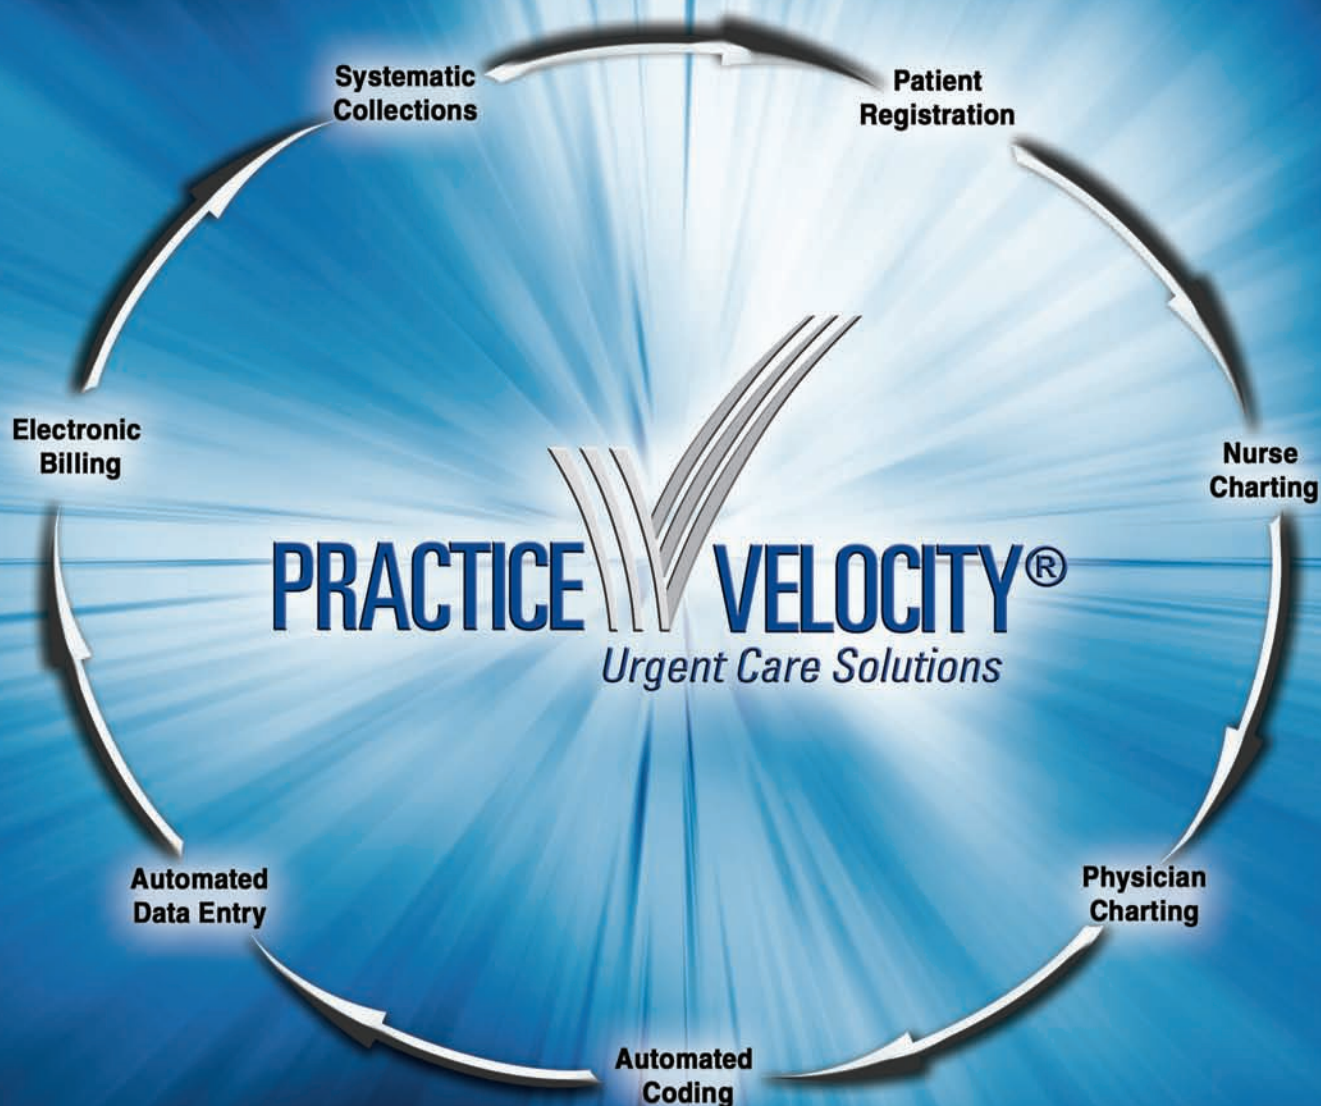 Systematic
Collections
Patient
Registration
Nurse
Charting
Physician
Charting
Automated
Coding
Automated
Data Entry
Electronic
Billing
PRACTICE VELOCITY®
Urgent Care Solutions